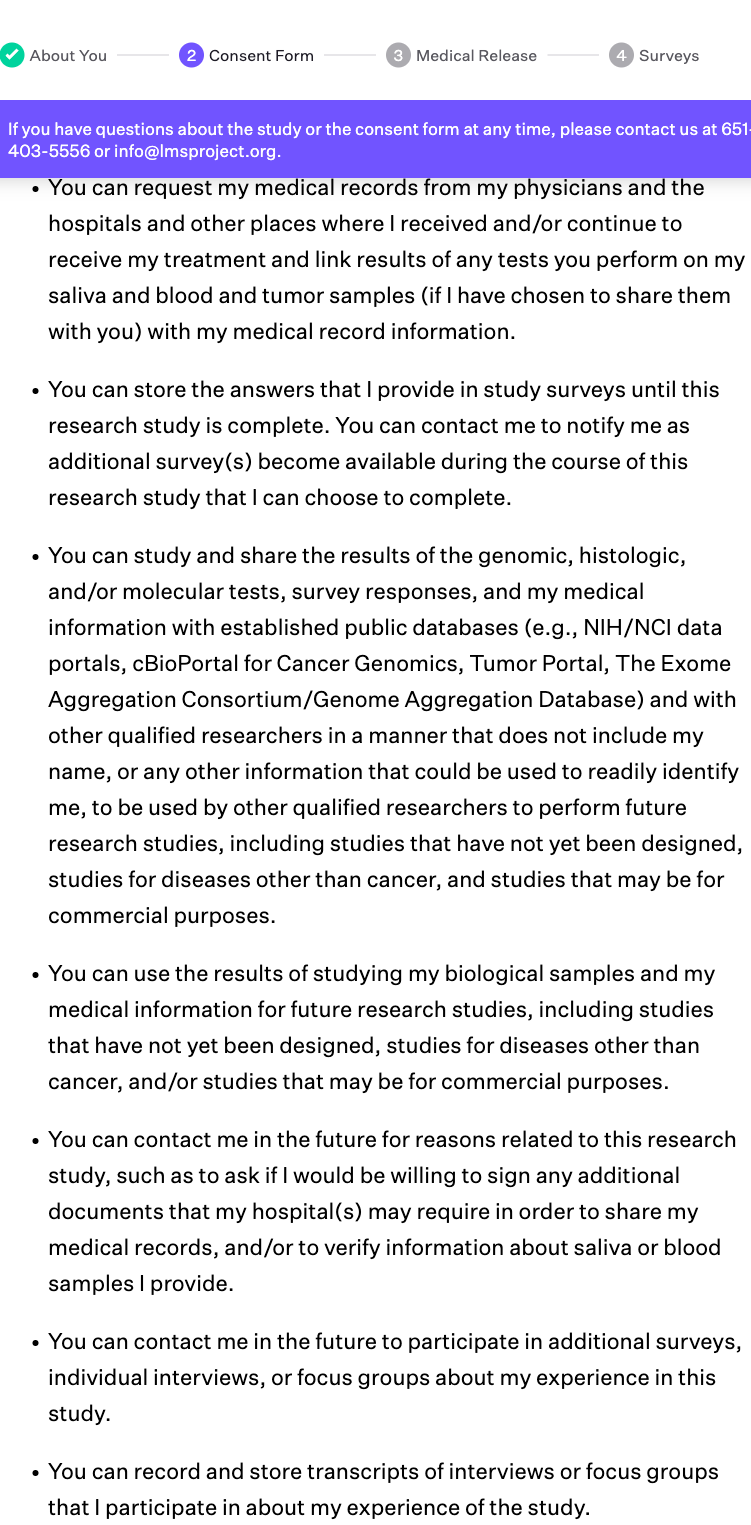 About You 2 Consent Form 3 Medical Release 4 Surveys
If you have questions about the study or the consent form at any time, please contact us at 651-
403-5556 or info@lmsproject.org.
• You can request my medical records from my physicians and the
hospitals and other places where I received and/or continue to
receive my treatment and link results of any tests you perform on my
saliva and blood and tumor samples (if I have chosen to share them
with you) with my medical record information.
• You can store the answers that I provide in study surveys until this
research study is complete. You can contact me to notify me as
additional survey(s) become available during the course of this
research study that I can choose to complete.
• You can study and share the results of the genomic, histologic,
and/or molecular tests, survey responses, and my medical
information with established public databases (e.g., NIH/NCI data
portals, cBioPortal for Cancer Genomics, Tumor Portal, The Exome
Aggregation Consortium/Genome Aggregation Database) and with
other qualified researchers in a manner that does not include my
name, or any other information that could be used to readily identify
me, to be used by other qualified researchers to perform future
research studies, including studies that have not yet been designed,
studies for diseases other than cancer, and studies that may be for
commercial purposes.
• You can use the results of studying my biological samples and my
medical information for future research studies, including studies
that have not yet been designed, studies for diseases other than
cancer, and/or studies that may be for commercial purposes.
• You can contact me in the future for reasons related to this research
study, such as to ask if I would be willing to sign any additional
documents that my hospital(s) may require in order to share my
medical records, and/or to verify information about saliva or blood
samples I provide.
• You can contact me in the future to participate in additional surveys,
individual interviews, or focus groups about my experience in this
study.
• You can record and store transcripts of interviews or focus groups
that I participate in about my experience of the study.